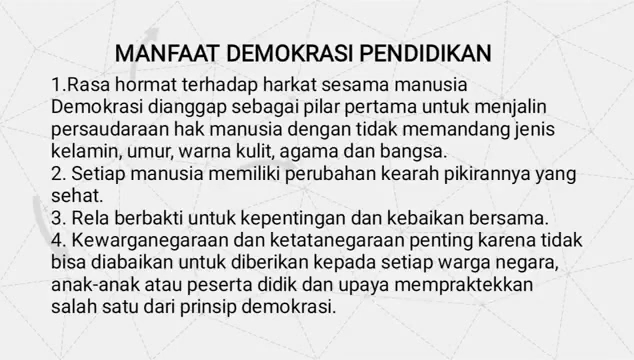 MANFAAT DEMOKRASI PENDIDIKAN
1.Rasa hormat terhadap harkat sesama manusia
Demokrasi dianggap sebagai pilar pertama untuk menjalin
persaudaraan hak manusia dengan tidak memandang jenis
kelamin, umur, warna kulit, agama dan bangsa.
2. Setiap manusia memiliki perubahan kearah pikirannya yang
sehat.
3. Rela berbakti untuk kepentingan dan kebaikan bersama.
4. Kewarganegaraan dan ketatanegaraan penting karena tidak
bisa diabaikan untuk diberikan kepada setiap warga negara,
anak-anak atau peserta didik dan upaya mempraktekkan
salah satu dari prinsip demokrasi.